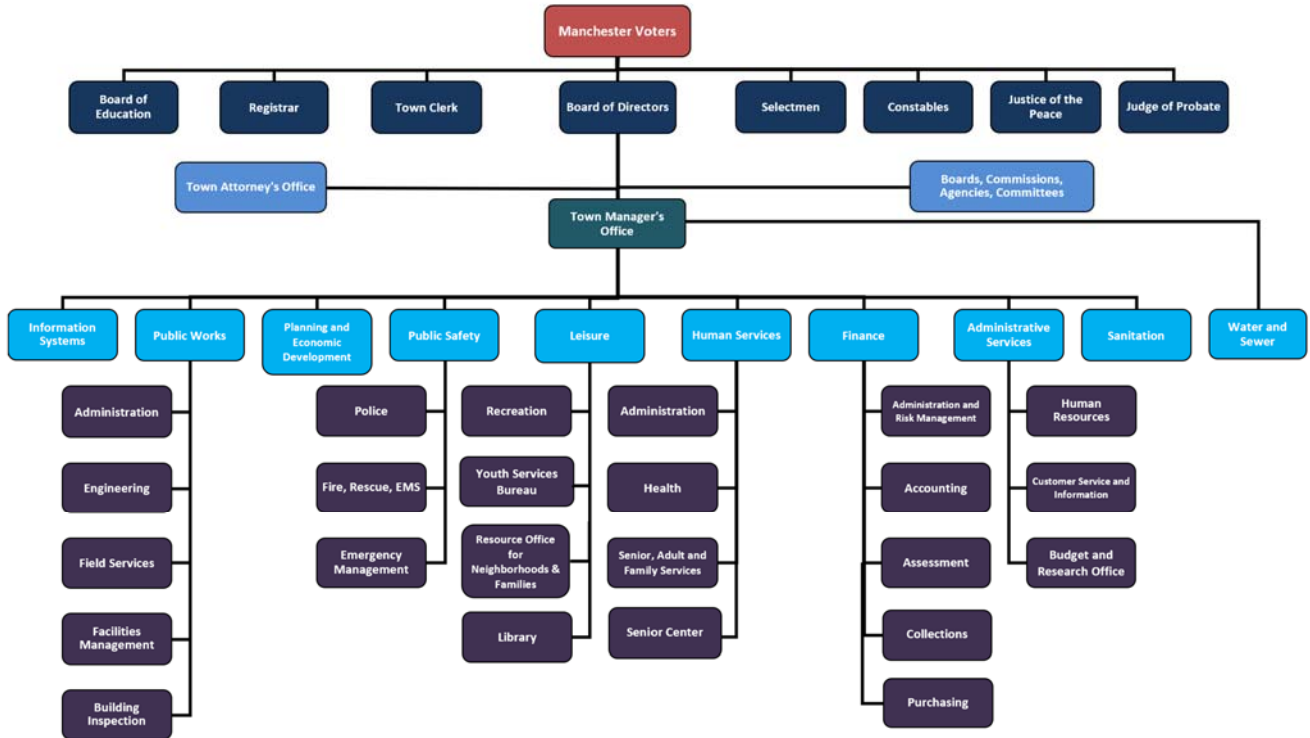 Manchester Voters
Board of
Education
Registrar
Town Clerk
Board of Directors
Selectmen
Constables
Justice of the
Peace
Judge of Probate
Town Attorney's Office
Boards, Commissions,
Agencies, Committees
Town Manager's
Office
Information
Systems
Public Works
Planning and
Economic
Development
Public Safety
Leisure
Human Services
Finance
Administrative
Services
Sanitation
Water and
Sewer
Administration
Engineering
Field Services
Facilities
Management
Building
Inspection
Police
Fire, Rescue, EMS
Emergency
Management
Recreation
Youth Services
Bureau
Resource Office
for
Neighborhoods &
Families
Library
Administration
Health
Senior, Adult and
Family Services
Senior Center
Administration and
Risk Management
Accounting
Assessment
Collections
Purchasing
Human
Resources
Customer Service and
Information
Budget and
Research Office